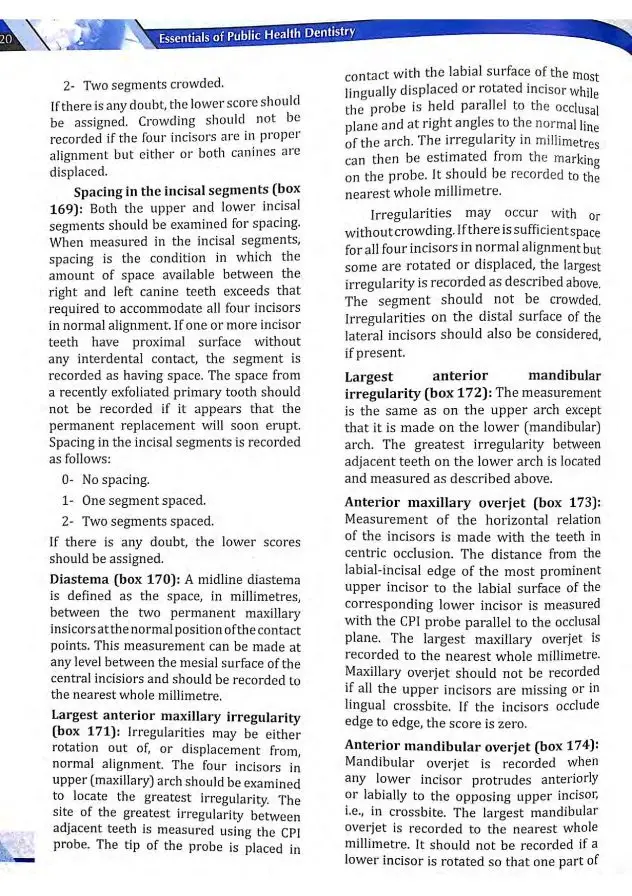 20
Essentials of Public Health Dentistry
2- Two segments crowded.
If there is any doubt, the lower score should
be assigned. Crowding should not be
recorded if the four incisors are in proper
alignment but either or both canines are
displaced.
Spacing in the incisal segments (box
169): Both the upper and lower incisal
segments should be examined for spacing.
When measured in the incisal segments,
spacing is the condition in which the
amount of space available between the
right and left canine teeth exceeds that
required to accommodate all four incisors
in normal alignment. If one or more incisor
teeth have proximal surface without
any interdental contact, the segment is
recorded as having space. The space from
a recently exfoliated primary tooth should
not be recorded if it appears that the
permanent replacement will soon erupt.
Spacing in the incisal segments is recorded
as follows:
0- No spacing.
1- One segment spaced.
2- Two segments spaced.
If there is any doubt, the lower scores
should be assigned.
Diastema (box 170): A midline diastema
is defined as the space, in millimetres,
between the two permanent maxillary
insicors at the normal position of the contact
points. This measurement can be made at
any level between the mesial surface of the
central incisiors and should be recorded to
the nearest whole millimetre.
Largest anterior maxillary irregularity
(box 171): Irregularities may be either
rotation out of, or displacement from,
normal alignment. The four incisors in
upper (maxillary) arch should be examined
to locate the greatest irregularity. The
site of the greatest irregularity between
adjacent teeth is measured using the CPI
probe. The tip of the probe is placed in
contact with the labial surface of the most
lingually displaced or rotated incisor while
the probe is held parallel to the occlusal
plane and at right angles to the normal line
of the arch. The irregularity in millimetres
can then be estimated from the marking
on the probe. It should be recorded to the
nearest whole millimetre.
Irregularities may occur with or
without crowding. If there is sufficient space
for all four incisors in normal alignment but
some are rotated or displaced, the largest
irregularity is recorded as described above.
The segment should not be crowded.
Irregularities on the distal surface of the
lateral incisors should also be considered,
if present.
Largest anterior mandibular
irregularity (box 172): The measurement
is the same as on the upper arch except
that it is made on the lower (mandibular)
arch. The greatest irregularity between
adjacent teeth on the lower arch is located
and measured as described above.
Anterior maxillary overjet (box 173):
Measurement of the horizontal relation
of the incisors is made with the teeth in
centric occlusion. The distance from the
labial-incisal edge of the most prominent
upper incisor to the labial surface of the
corresponding lower incisor is measured
with the CPI probe parallel to the occlusal
plane. The largest maxillary overjet is
recorded to the nearest whole millimetre.
Maxillary overjet should not be recorded
if all the upper incisors are missing or in
lingual crossbite. If the incisors occlude
edge to edge, the score is zero.
Anterior mandibular overjet (box 174):
Mandibular overjet is recorded when
any lower incisor protrudes anteriorly
or labially to the opposing upper incisor,
i.e., in crossbite. The largest mandibular
overjet is recorded to the nearest whole
millimetre. It should not be recorded if a
lower incisor is rotated so that one part of